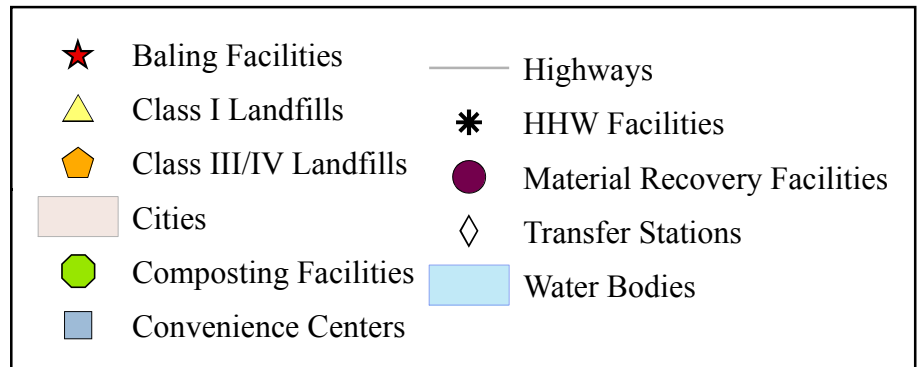 Baling Facilities
Class I Landfills
Class III/IV Landfills
Cities
Composting Facilities
Convenience Centers
Highways
HHW Facilities
Material Recovery Facilities
Transfer Stations
Water Bodies